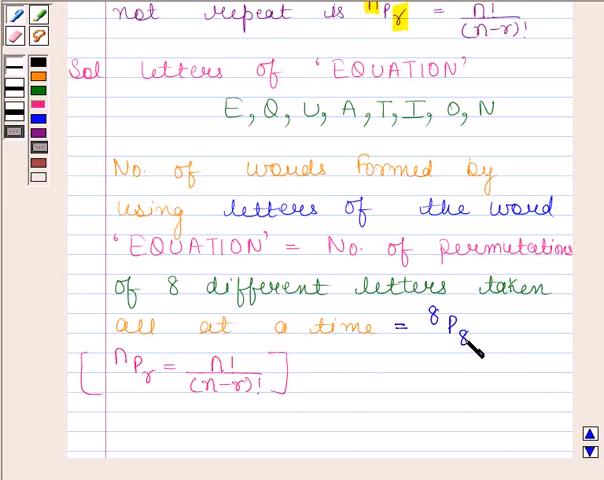 not repeat is ⁿPᵣ = n!/(n-r)!
Sol letters of 'EQUATION'
E, Q, U, A, T, I, O, N
No. of words formed by
using letters of the word
'EQUATION' = No. of permutations
of 8 different letters taken
all at a time = ⁸P₈
[ ⁿPᵣ = n!/(n-r)! ]